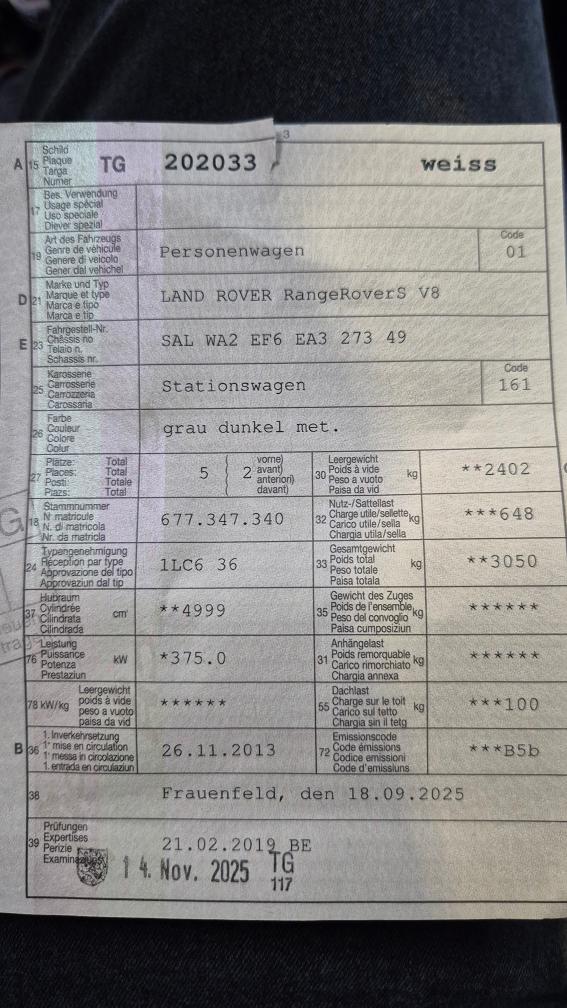 3
A 15 Schild Plaque Targa Numer TG 202033 weiss
17 Bes. Verwendung Usage spécial Uso speciale Diever spezial
19 Art des Fahrzeugs Genre de véhicule Genere di veicolo Gener dal vehichel Personenwagen Code 01
D 21 Marke und Typ Marque et type Marca e tipo Marca e tip LAND ROVER RangeRoverS V8
E 23 Fahrgestell-Nr. Châssis no Telaio n. Schassis nr. SAL WA2 EF6 EA3 273 49
25 Karosserie Carrosserie Carrozzeria Carossaria Stationswagen Code 161
26 Farbe Couleur Colore Colur grau dunkel met.
27 Plätze: Total Places: Total Posti: Totale Plazs: Total 5 ( 2 vorne) avant) anteriori) davant)
30 Leergewicht Poids à vide Peso a vuoto Paisa da vid kg **2402
18 Stammnummer N° matricule N. di matricola Nr. da matricla 677.347.340
32 Nutz-/Sattellast Charge utile/sellette Carico utile/sella Chargia utila/sella kg ***648
24 Typengenehmigung Réception par type Approvazione del tipo Approvaziun dal tip 1LC6 36
33 Gesamtgewicht Poids total Peso totale Paisa totala kg **3050
37 Hubraum Cylindrée Cilindrata Cilindrada cm³ **4999
35 Gewicht des Zuges Poids de l'ensemble Peso del convoglio Paisa cumposiziun kg ******
76 Leistung Puissance Potenza Prestaziun kW *375.0
31 Anhängelast Poids remorquable Carico rimorchiato Chargia annexa kg ******
78 kW/kg Leergewicht poids à vide peso a vuoto paisa da vid ******
55 Dachlast Charge sur le toit Carico sul tetto Chargia sin il tetg kg ***100
B 36 1. Inverkehrsetzung 1re mise en circulation 1a messa in circolazione 1. entrada en circulaziun 26.11.2013
72 Emissionscode Code émissions Codice emissioni Code d'emissiuns ***B5b
38 Frauenfeld, den 18.09.2025
39 Prüfungen Expertises Perizie 21.02.2019 BE
14. Nov. 2025 TG
117